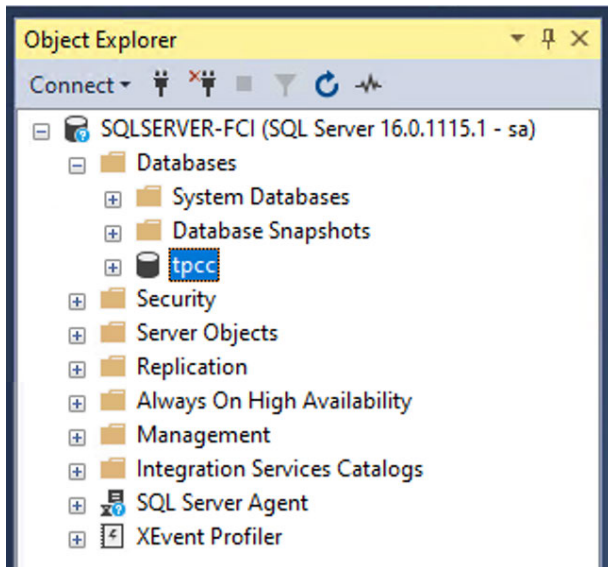 Object Explorer
Connect
SQLSERVER-FCI (SQL Server 16.0.1115.1 - sa)
Databases
System Databases
Database Snapshots
tpcc
Security
Server Objects
Replication
Always On High Availability
Management
Integration Services Catalogs
SQL Server Agent
XEvent Profiler